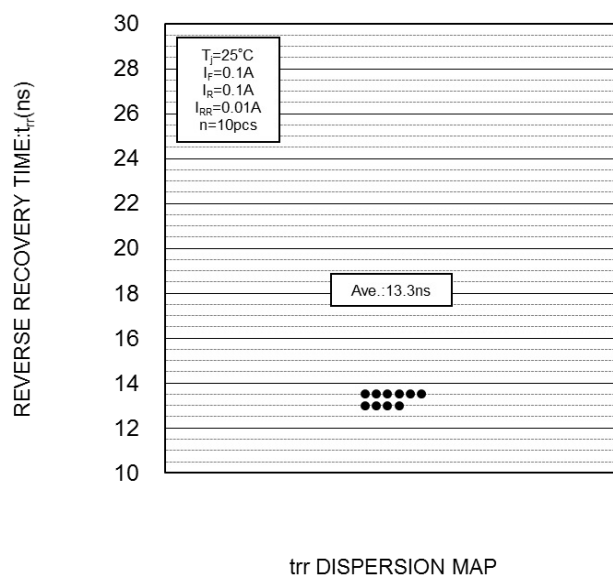 REVERSE RECOVERY TIME:trr(ns)
30
28
26
24
22
20
18
16
14
12
10
Tj=25°C
IF=0.1A
IR=0.1A
IRR=0.01A
n=10pcs
Ave.:13.3ns
trr DISPERSION MAP